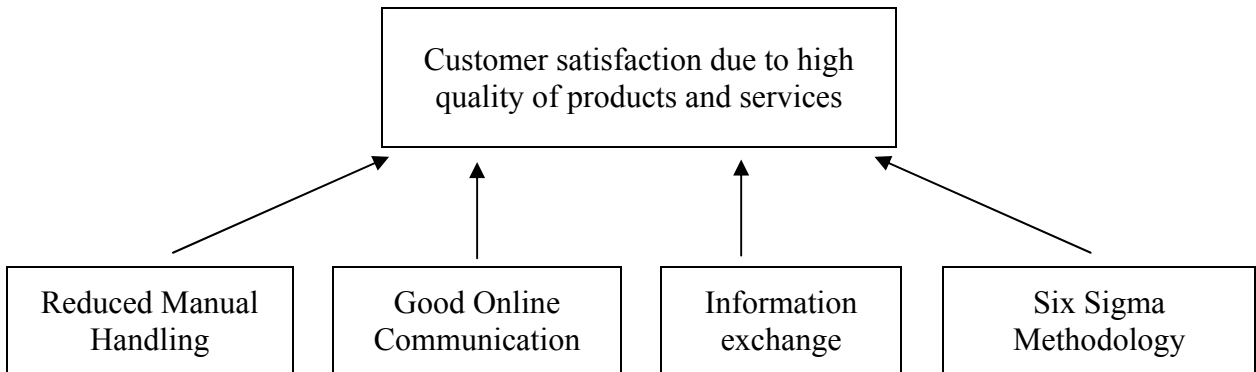 Customer satisfaction due to high
quality of products and services
Reduced Manual
Handling
Good Online
Communication
Information
exchange
Six Sigma
Methodology